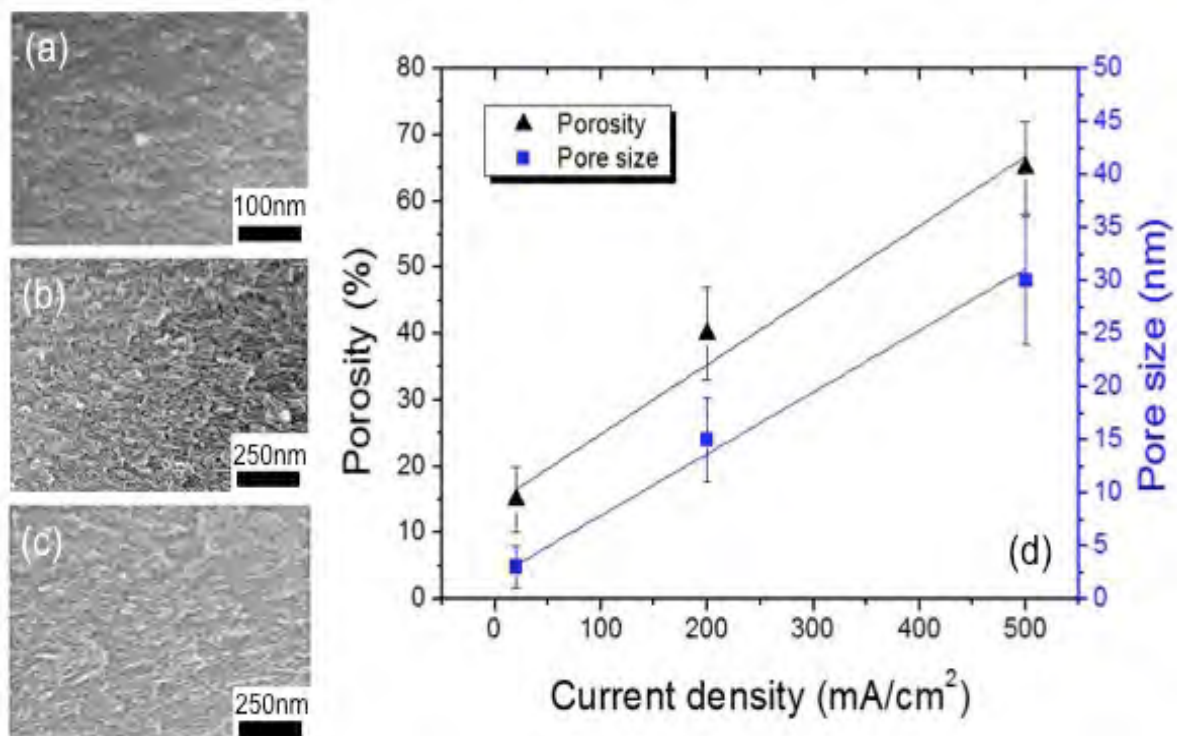 (a)
100nm
(b)
250nm
(c)
250nm
Porosity (%)
80
70
60
50
40
30
20
10
0
Porosity
Pore size
(d)
50
45
40
35
30
25
20
15
10
5
0
Pore size (nm)
0 100 200 300 400 500
Current density (mA/cm²)